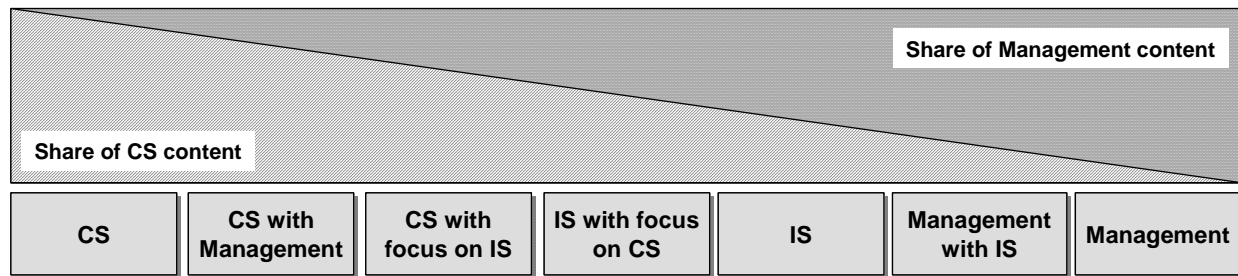 Share of Management content
Share of CS content
CS
CS with
Management
CS with
focus on IS
IS with focus
on CS
IS
Management
with IS
Management